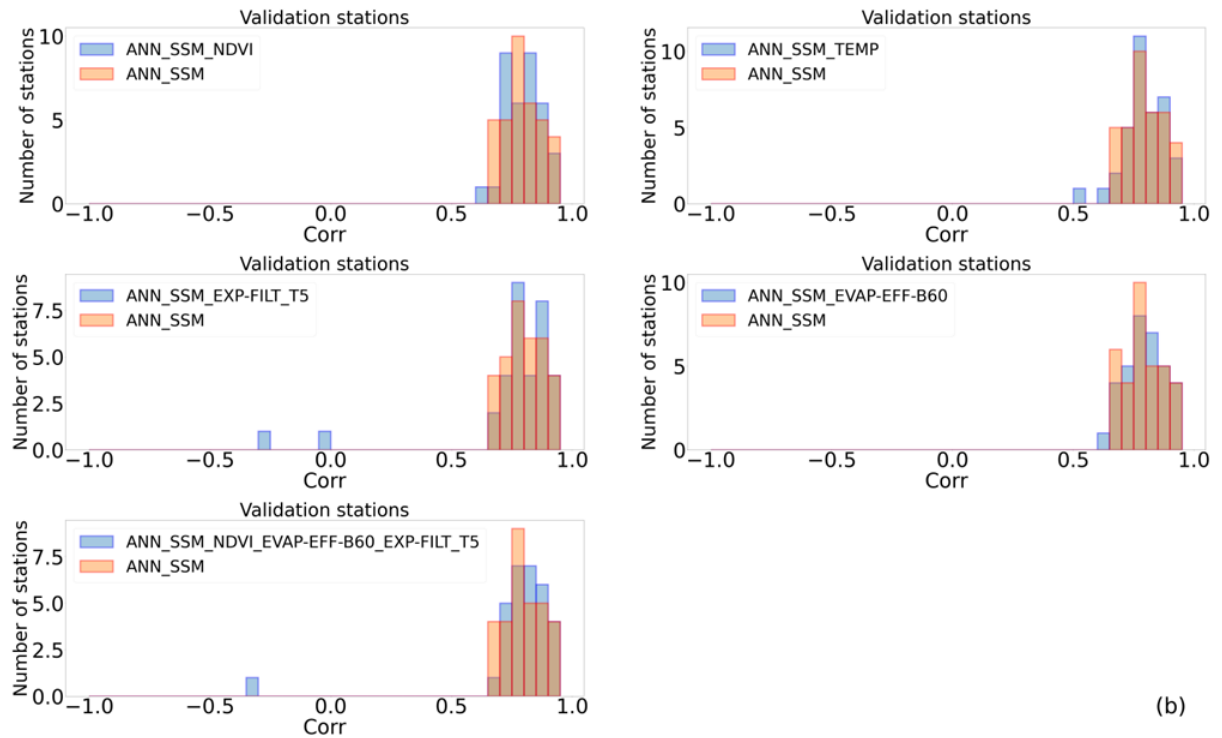 Validation stations
10
5
0
Number of stations
ANN_SSM_NDVI
ANN_SSM
−1.0 −0.5 0.0 0.5 1.0
Corr
Validation stations
10
5
0
Number of stations
ANN_SSM_TEMP
ANN_SSM
−1.0 −0.5 0.0 0.5 1.0
Corr
Validation stations
7.5
5.0
2.5
0.0
Number of stations
ANN_SSM_EXP-FILT_T5
ANN_SSM
−1.0 −0.5 0.0 0.5 1.0
Corr
Validation stations
10
5
0
Number of stations
ANN_SSM_EVAP-EFF-B60
ANN_SSM
−1.0 −0.5 0.0 0.5 1.0
Corr
Validation stations
7.5
5.0
2.5
0.0
Number of stations
ANN_SSM_NDVI_EVAP-EFF-B60_EXP-FILT_T5
ANN_SSM
−1.0 −0.5 0.0 0.5 1.0
Corr
(b)